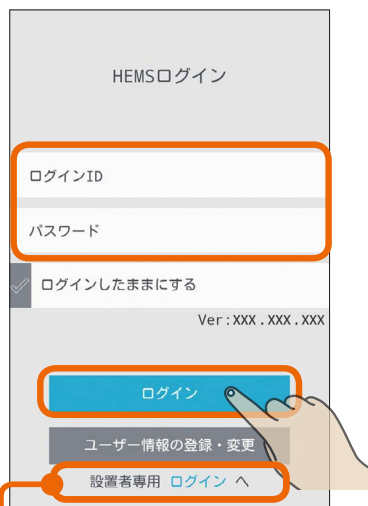 HEMSログイン
ログインID
パスワード
ログインしたままにする
Ver:XXX.XXX.XXX
ログイン
ユーザー情報の登録・変更
設置者専用 ログイン へ